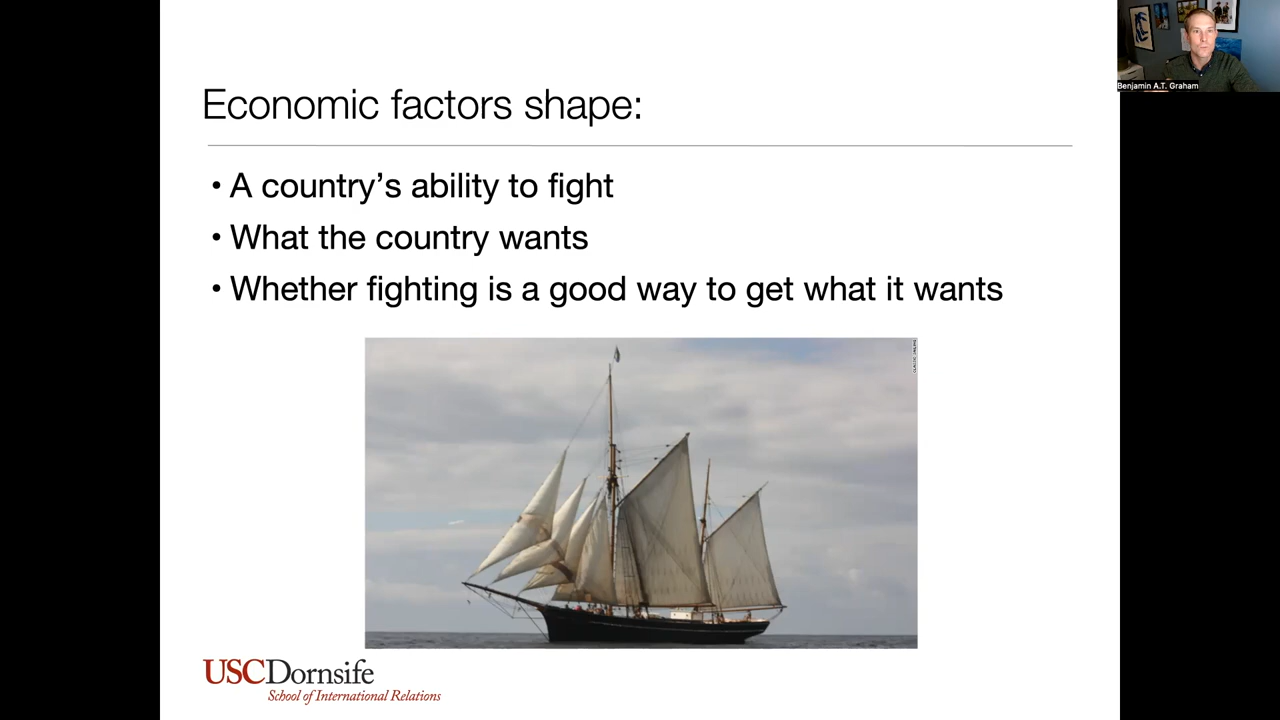 Economic factors shape:
• A country’s ability to fight
• What the country wants
• Whether fighting is a good way to get what it wants
USCDornsife
School of International Relations
Benjamin A.T. Graham